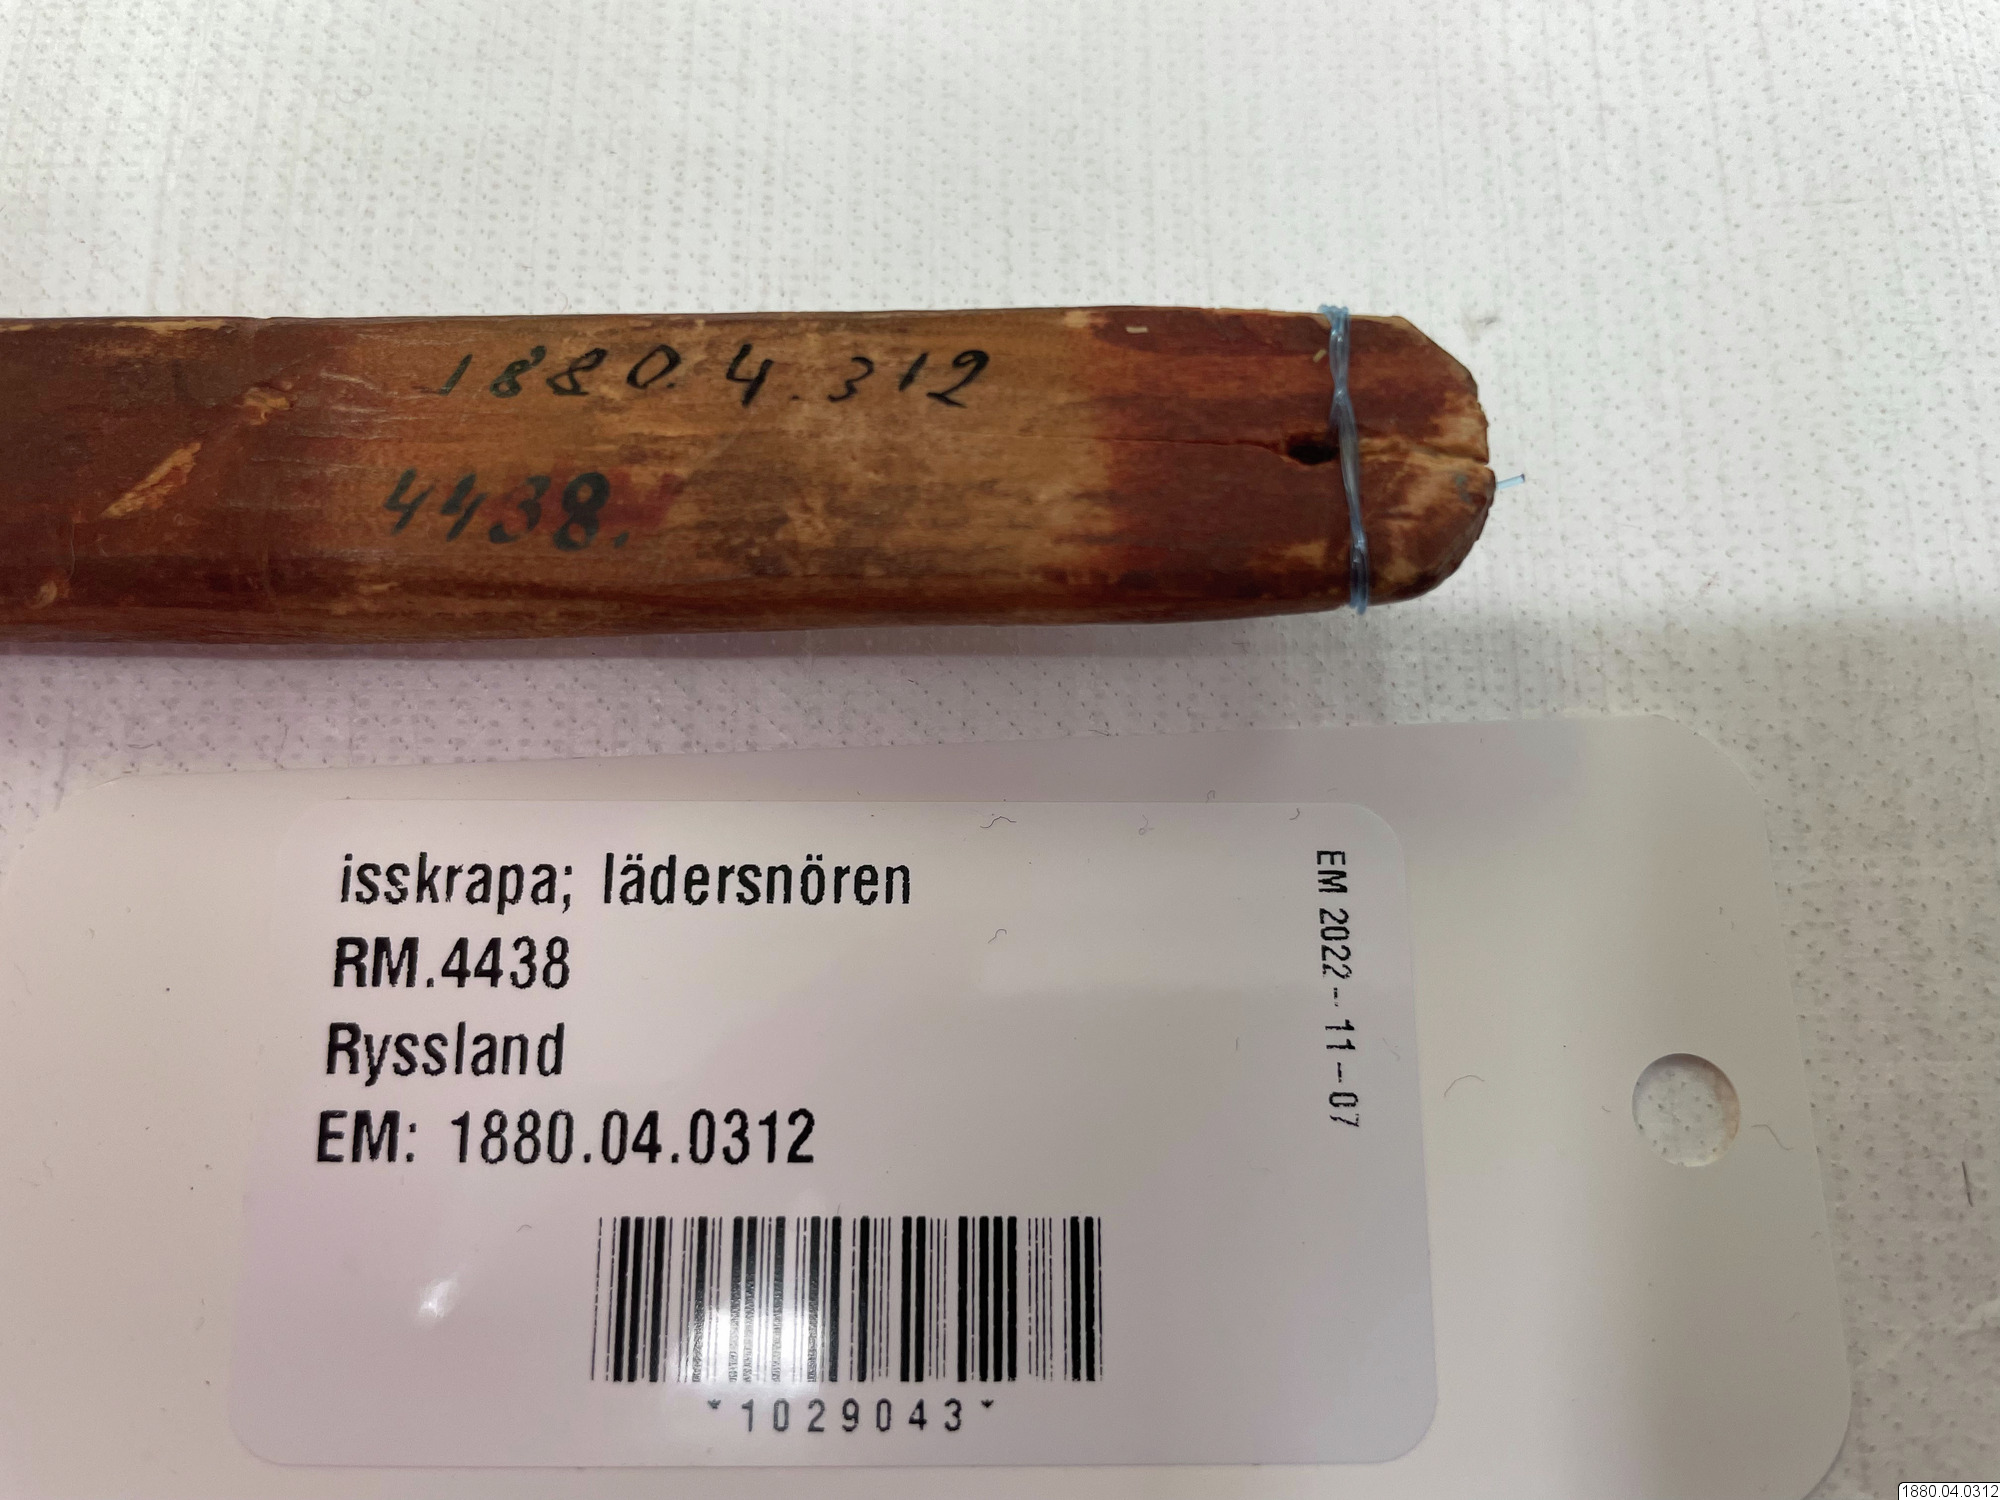 1880.4.312
4438.
isskrapa; lädersnören
RM.4438
Ryssland
EM: 1880.04.0312
*1029043*
EM 2022-11-07
1880.04.0312